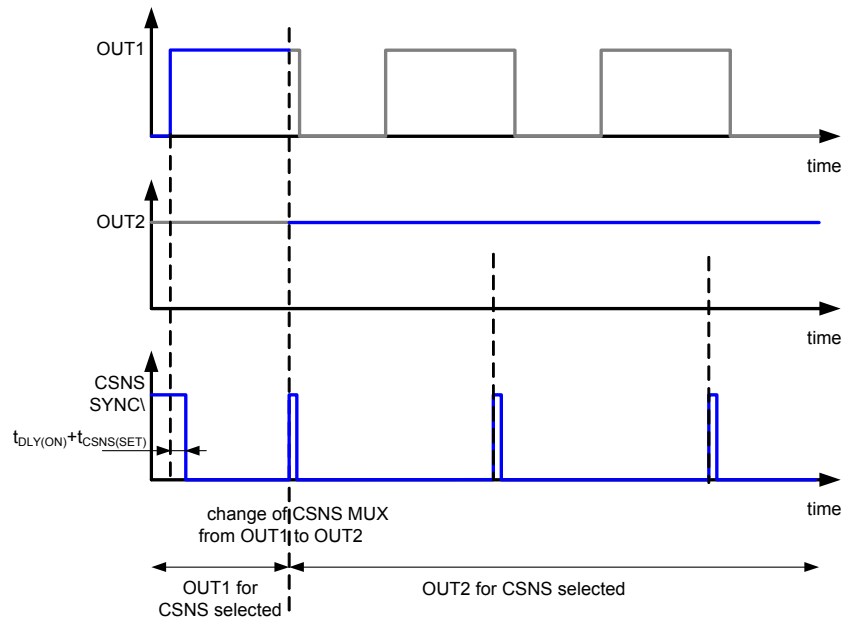 OUT1
time
OUT2
time
CSNS
SYNC\
tDLY(ON)+tCSNS(SET)
time
change of CSNS MUX
from OUT1 to OUT2
OUT1 for
CSNS selected
OUT2 for CSNS selected